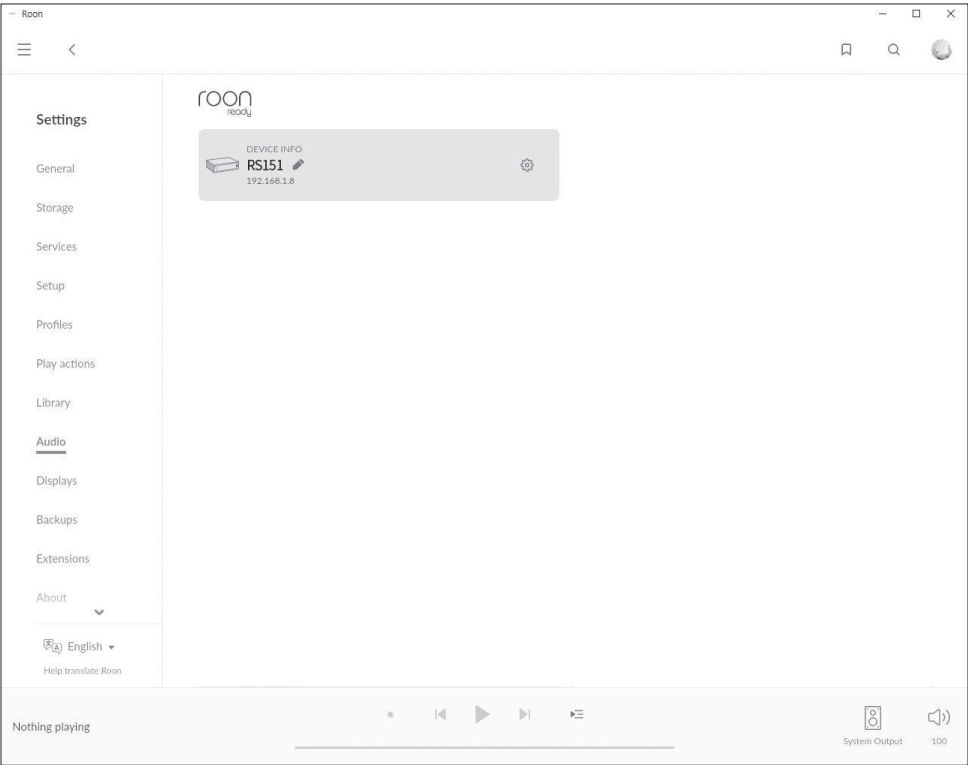 Roon
Settings
General
Storage
Services
Setup
Profiles
Play actions
Library
Audio
Displays
Backups
Extensions
About
English
Help translate Roon
roon
ready
DEVICE INFO
RS151
192.168.1.8
Nothing playing
System Output
100